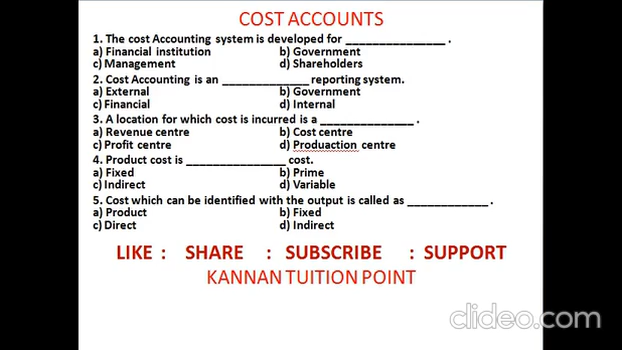 COST ACCOUNTS
1. The cost Accounting system is developed for _______________ .
a) Financial institution b) Government
c) Management d) Shareholders
2. Cost Accounting is an _____________ reporting system.
a) External b) Government
c) Financial d) Internal
3. A location for which cost is incurred is a ______________ .
a) Revenue centre b) Cost centre
c) Profit centre d) Produaction centre
4. Product cost is _______________ cost.
a) Fixed b) Prime
c) Indirect d) Variable
5. Cost which can be identified with the output is called as ____________ .
a) Product b) Fixed
c) Direct d) Indirect
LIKE : SHARE : SUBSCRIBE : SUPPORT
KANNAN TUITION POINT
clideo.com